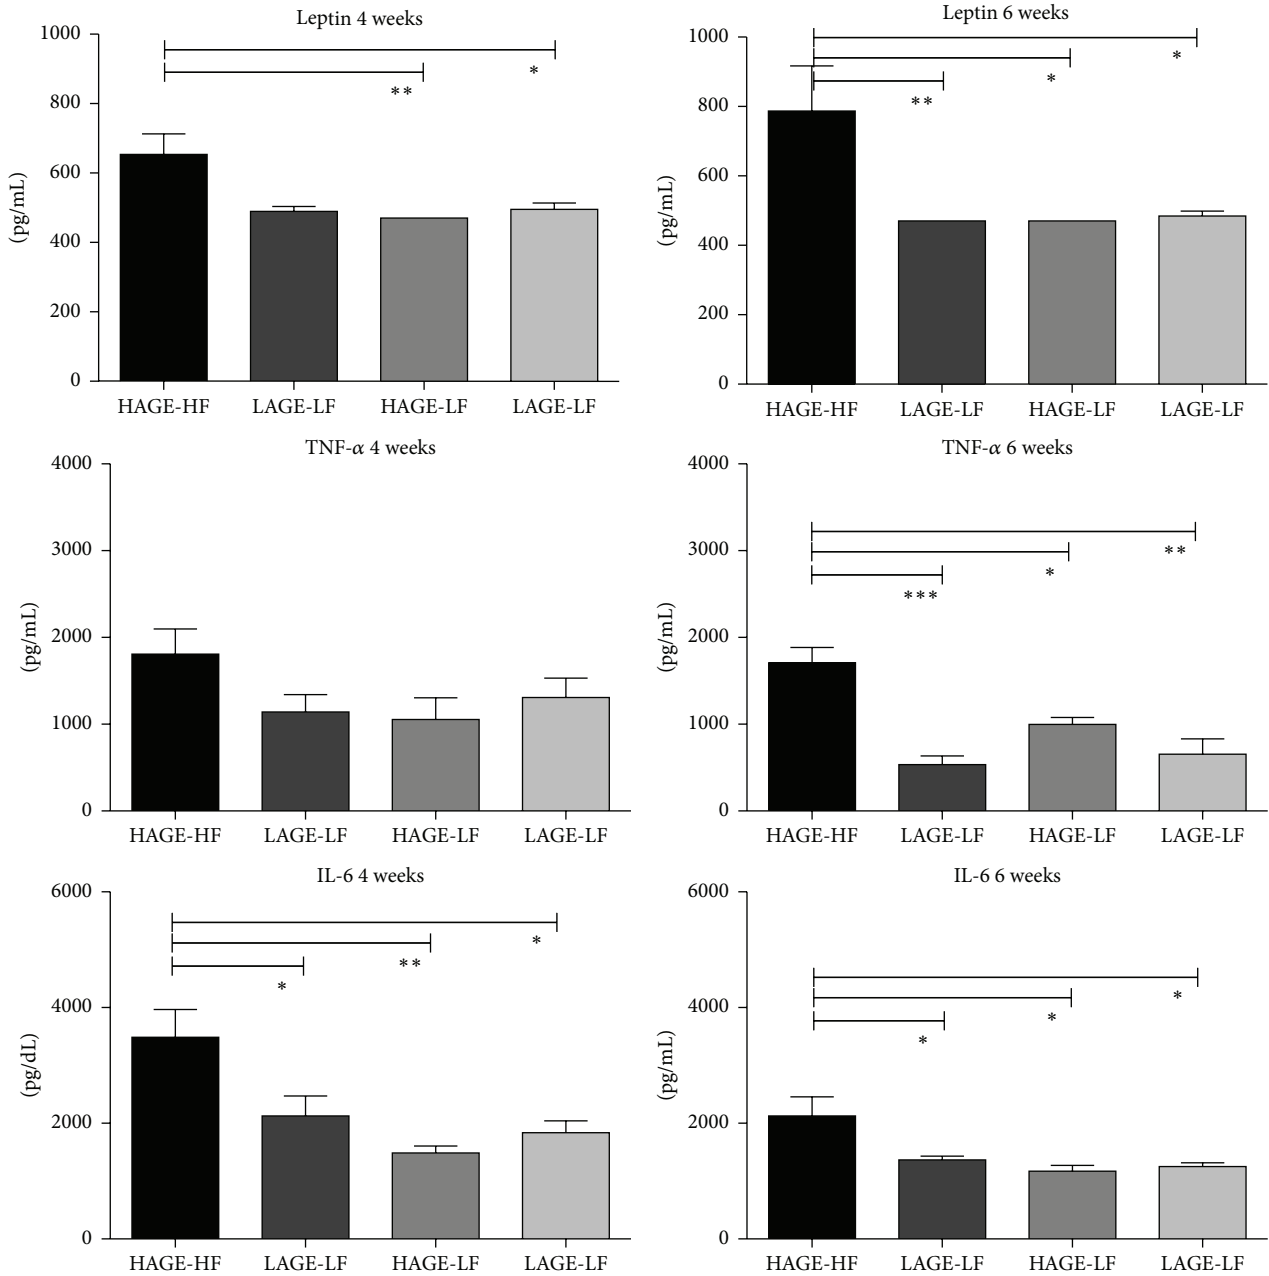 Leptin 4 weeks
1000
800
600
400
200
0
(pg/mL)
*
**
HAGE-HF LAGE-LF HAGE-LF LAGE-LF
Leptin 6 weeks
1000
800
600
400
200
0
(pg/mL)
*
*
**
HAGE-HF LAGE-LF HAGE-LF LAGE-LF
TNF-α 4 weeks
4000
3000
2000
1000
0
(pg/mL)
HAGE-HF LAGE-LF HAGE-LF LAGE-LF
TNF-α 6 weeks
4000
3000
2000
1000
0
(pg/mL)
**
*
***
HAGE-HF LAGE-LF HAGE-LF LAGE-LF
IL-6 4 weeks
6000
4000
2000
0
(pg/dL)
*
**
*
HAGE-HF LAGE-LF HAGE-LF LAGE-LF
IL-6 6 weeks
6000
4000
2000
0
(pg/mL)
*
*
*
HAGE-HF LAGE-LF HAGE-LF LAGE-LF